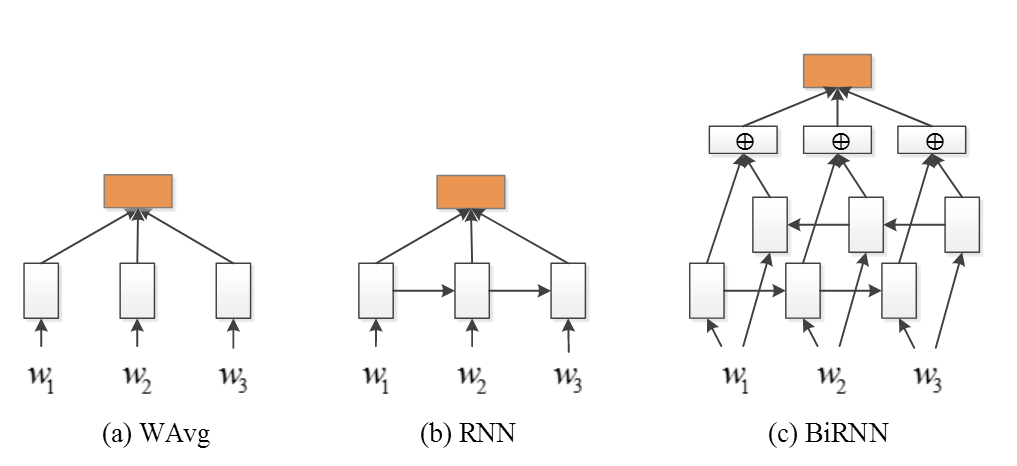 ⊕ ⊕ ⊕
w₁ w₂ w₃ w₁ w₂ w₃ w₁ w₂ w₃
(a) WAvg (b) RNN (c) BiRNN